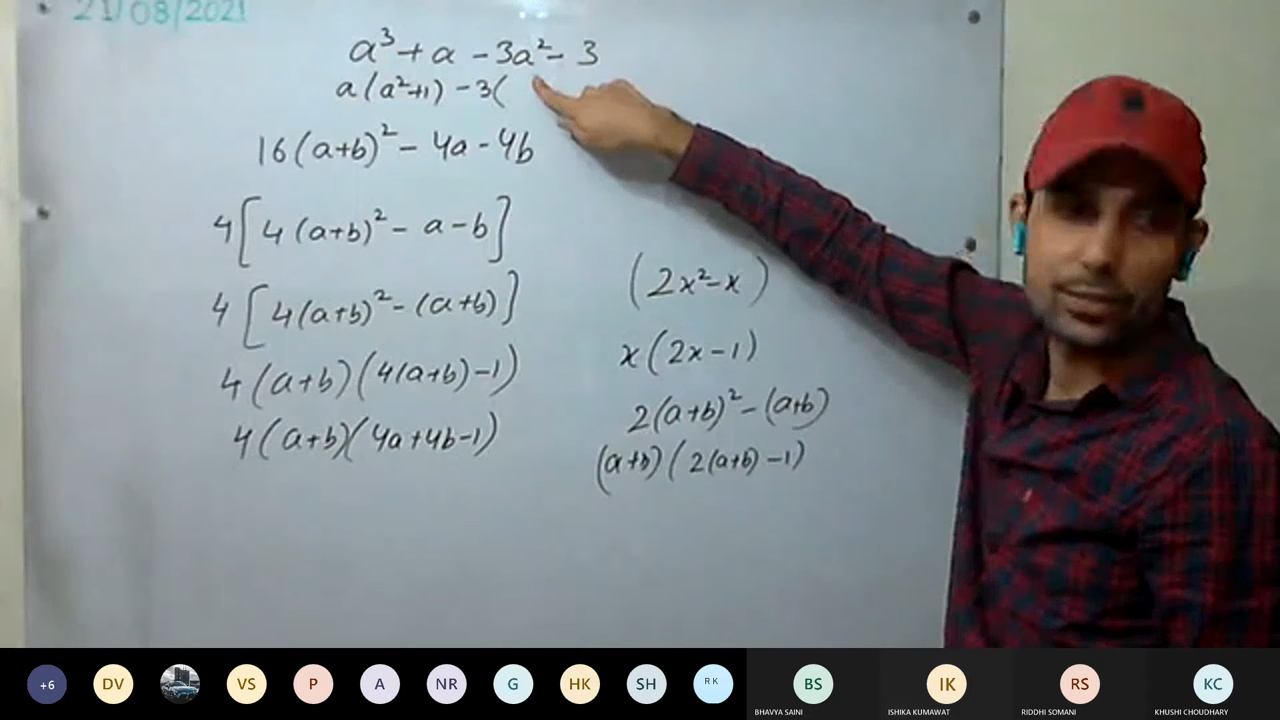 21/08/2021
a³ + a - 3a² - 3
a(a²+1) - 3(
16(a+b)² - 4a - 4b
4[4(a+b)² - a - b]
4[4(a+b)² - (a+b)]
4(a+b)(4(a+b)-1)
4(a+b)(4a+4b-1)
(2x²-x)
x(2x-1)
2(a+b)² - (a+b)
(a+b)(2(a+b)-1)
+6 DV VS P A NR G HK SH R K BS IK RS KC
BHAVYA SAINI ISHIKA KUMAWAT RIDDHI SOMANI KHUSHI CHOUDHARY